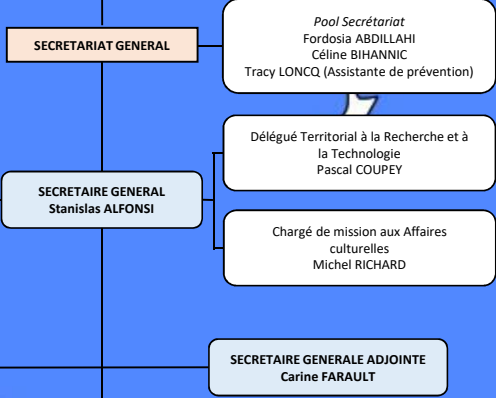 SECRETARIAT GENERAL
Pool Secrétariat
Fordosia ABDILLAHI
Céline BIHANNIC
Tracy LONCQ (Assistante de prévention)
Délégué Territorial à la Recherche et à
la Technologie
Pascal COUPEY
SECRETAIRE GENERAL
Stanislas ALFONSI
Chargé de mission aux Affaires
culturelles
Michel RICHARD
SECRETAIRE GENERALE ADJOINTE
Carine FARAULT